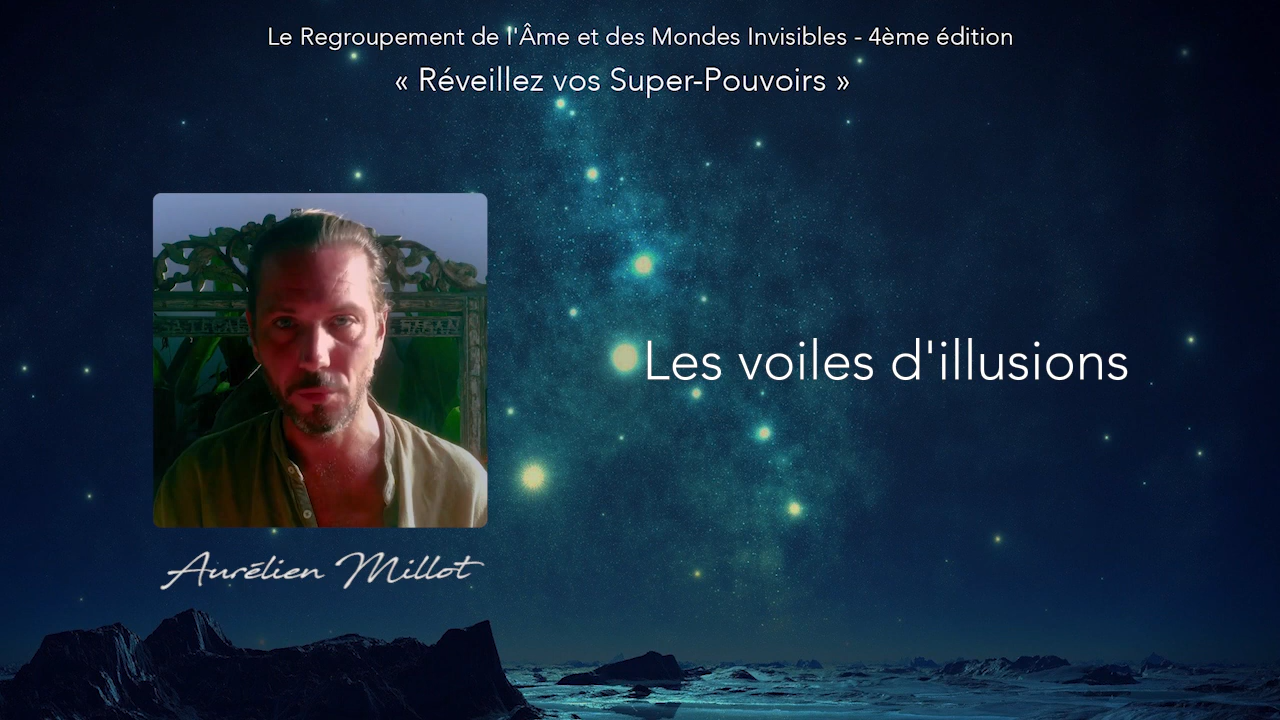 Le Regroupement de l'Âme et des Mondes Invisibles - 4ème édition
« Réveillez vos Super-Pouvoirs »
Les voiles d'illusions
Aurélien Millot